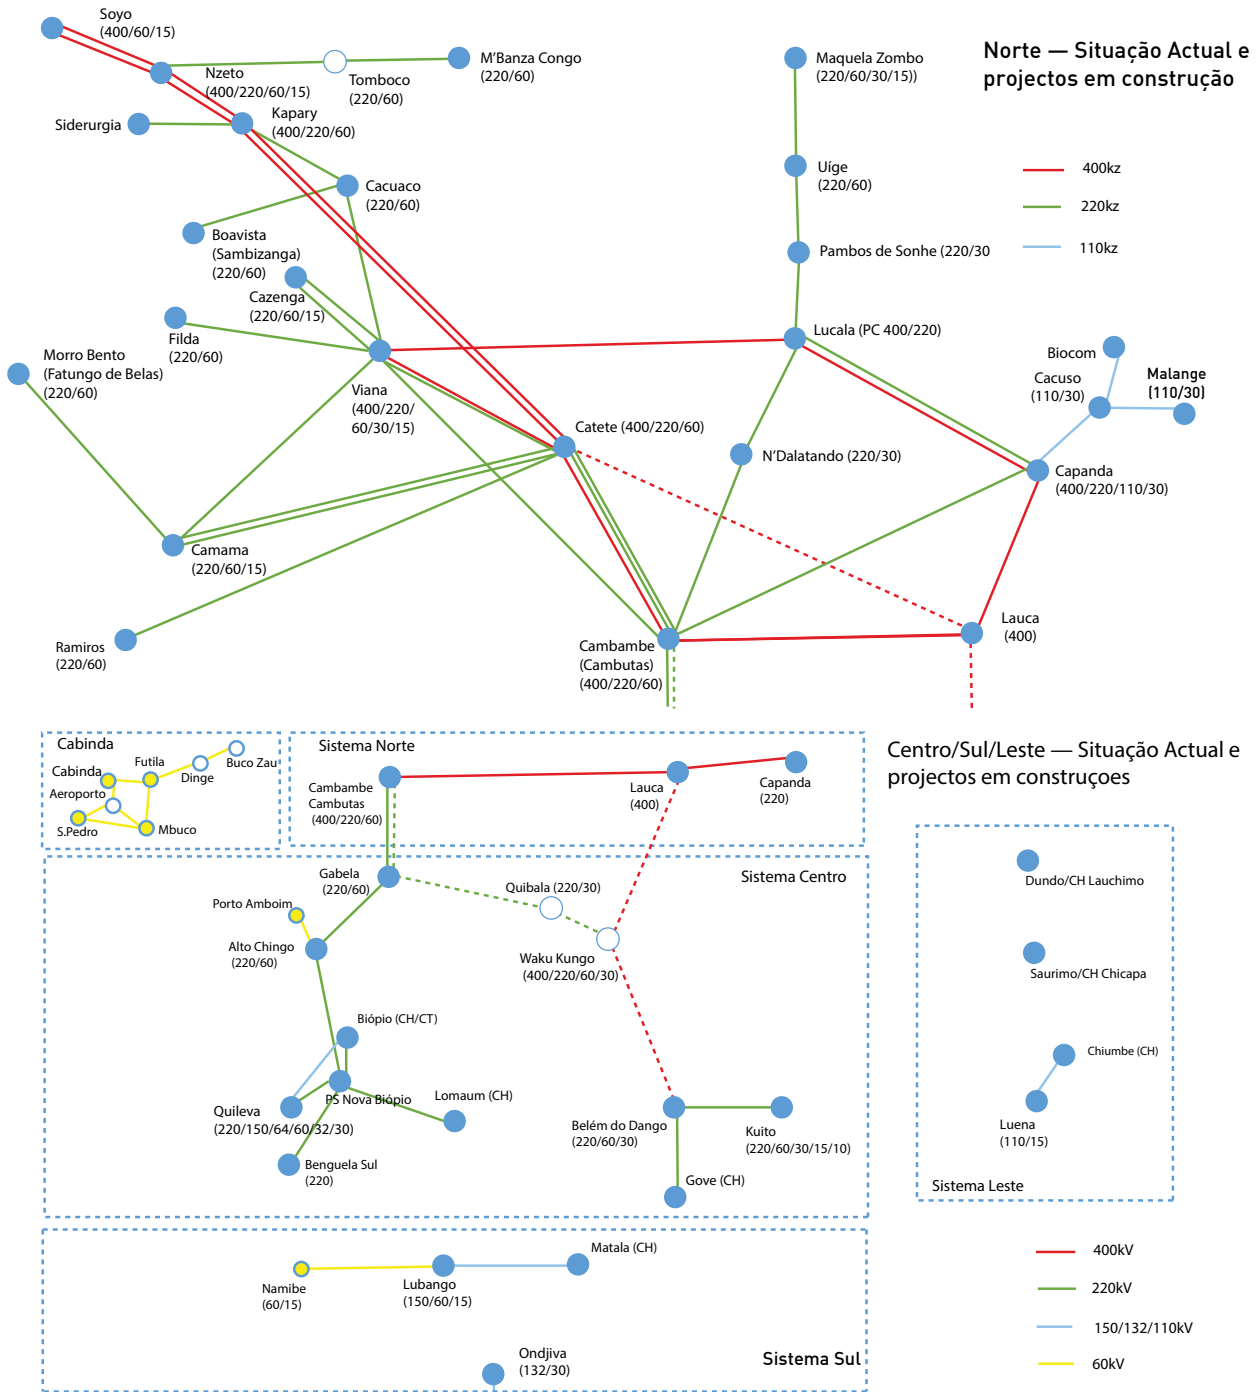 Soyo
(400/60/15)
Nzeto
(400/220/60/15)
Tomboco
(220/60)
M'Banza Congo
(220/60)
Maquela Zombo
(220/60/30/15))
Norte — Situação Actual e
projectos em construção
Siderurgia
Kapary
(400/220/60)
Cacuaco
(220/60)
Uíge
(220/60)
400kz
220kz
110kz
Boavista
(Sambizanga)
(220/60)
Pambos de Sonhe (220/30
Cazenga
(220/60/15)
Filda
(220/60)
Lucala (PC 400/220)
Morro Bento
(Fatungo de Belas)
(220/60)
Viana
(400/220/
60/30/15)
Biocom
Cacuso
(110/30)
Malange
(110/30)
Catete (400/220/60)
N'Dalatando (220/30)
Capanda
(400/220/110/30)
Camama
(220/60/15)
Ramiros
(220/60)
Cambambe
(Cambutas)
(400/220/60)
Lauca
(400)
Cabinda
Cabinda
Futila
Dinge
Buco Zau
Aeroporto
S.Pedro
Mbuco
Sistema Norte
Cambambe
Cambutas
(400/220/60)
Lauca
(400)
Capanda
(220)
Centro/Sul/Leste — Situação Actual e
projectos em construçoes
Sistema Centro
Gabela
(220/60)
Quibala (220/30)
Porto Amboim
Alto Chingo
(220/60)
Waku Kungo
(400/220/60/30)
Biópio (CH/CT)
PS Nova Biópio
Lomaum (CH)
Quileva
(220/150/64/60/32/30)
Benguela Sul
(220)
Belém do Dango
(220/60/30)
Kuito
(220/60/30/15/10)
Gove (CH)
Dundo/CH Lauchimo
Saurimo/CH Chicapa
Chiumbe (CH)
Luena
(110/15)
Sistema Leste
Matala (CH)
Namibe
(60/15)
Lubango
(150/60/15)
Ondjiva
(132/30)
Sistema Sul
400kV
220kV
150/132/110kV
60kV